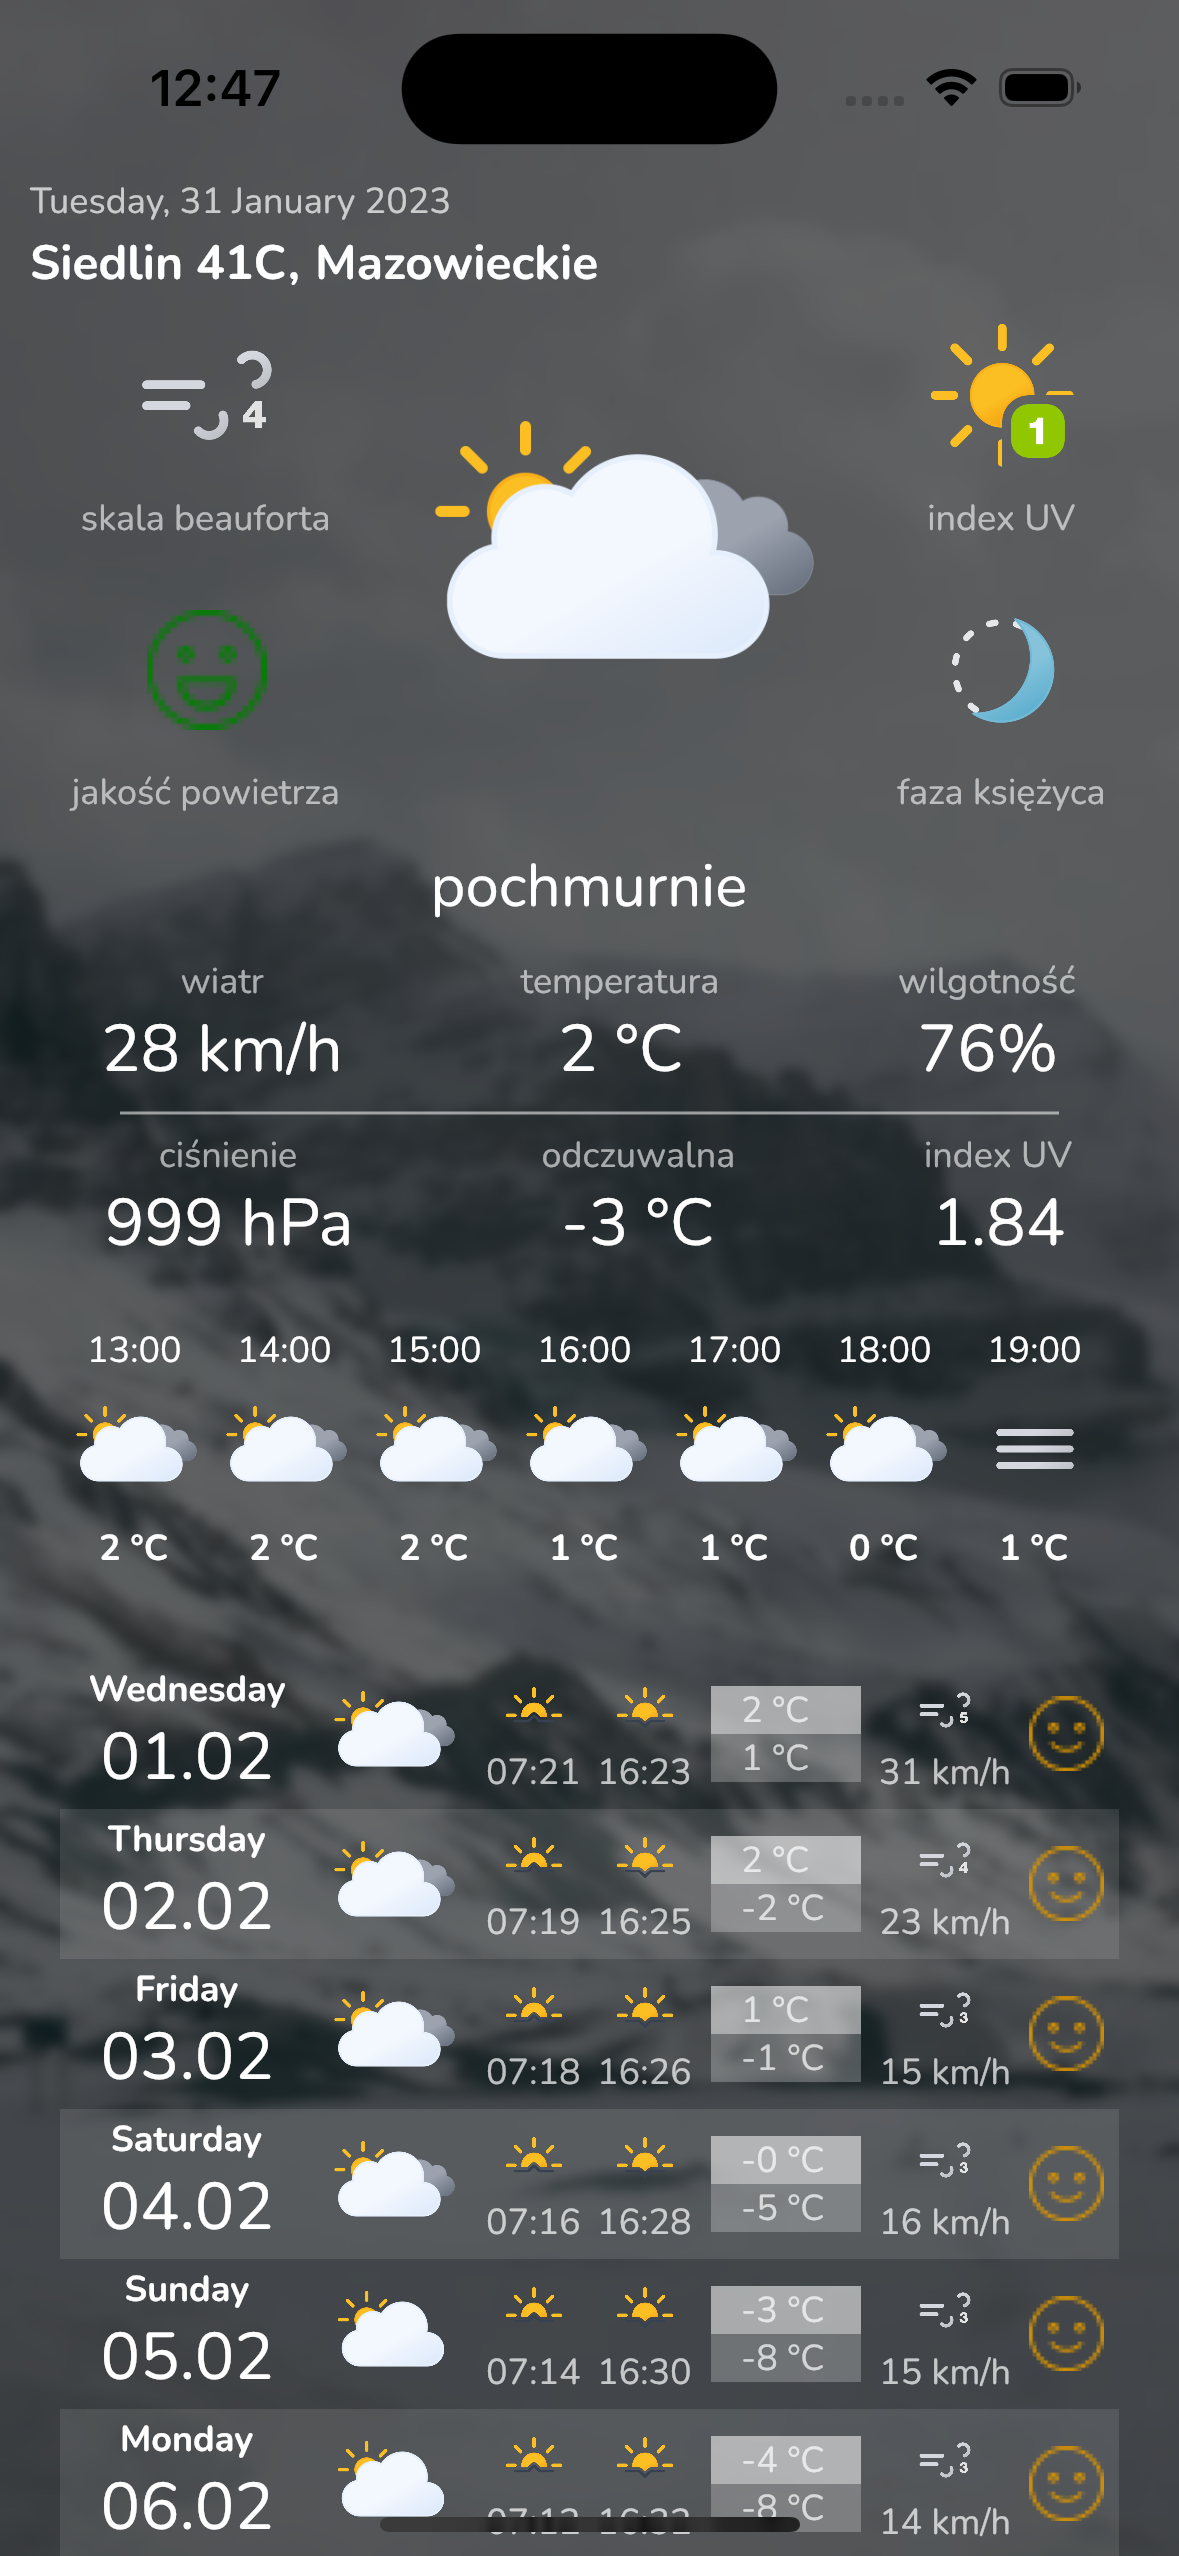 12:47
Tuesday, 31 January 2023
Siedlin 41C, Mazowieckie
4
1
skala beauforta
index UV
jakość powietrza
faza księżyca
pochmurnie
wiatr temperatura wilgotność
28 km/h 2 °C 76%
ciśnienie odczuwalna index UV
999 hPa -3 °C 1.84
13:00 14:00 15:00 16:00 17:00 18:00 19:00
2 °C 2 °C 2 °C 1 °C 1 °C 0 °C 1 °C
Wednesday 2 °C 5
01.02 07:21 16:23 1 °C 31 km/h
Thursday 2 °C 4
02.02 07:19 16:25 -2 °C 23 km/h
Friday 1 °C 3
03.02 07:18 16:26 -1 °C 15 km/h
Saturday -0 °C 3
04.02 07:16 16:28 -5 °C 16 km/h
Sunday -3 °C 3
05.02 07:14 16:30 -8 °C 15 km/h
Monday -4 °C 3
06.02 -8 °C 14 km/h